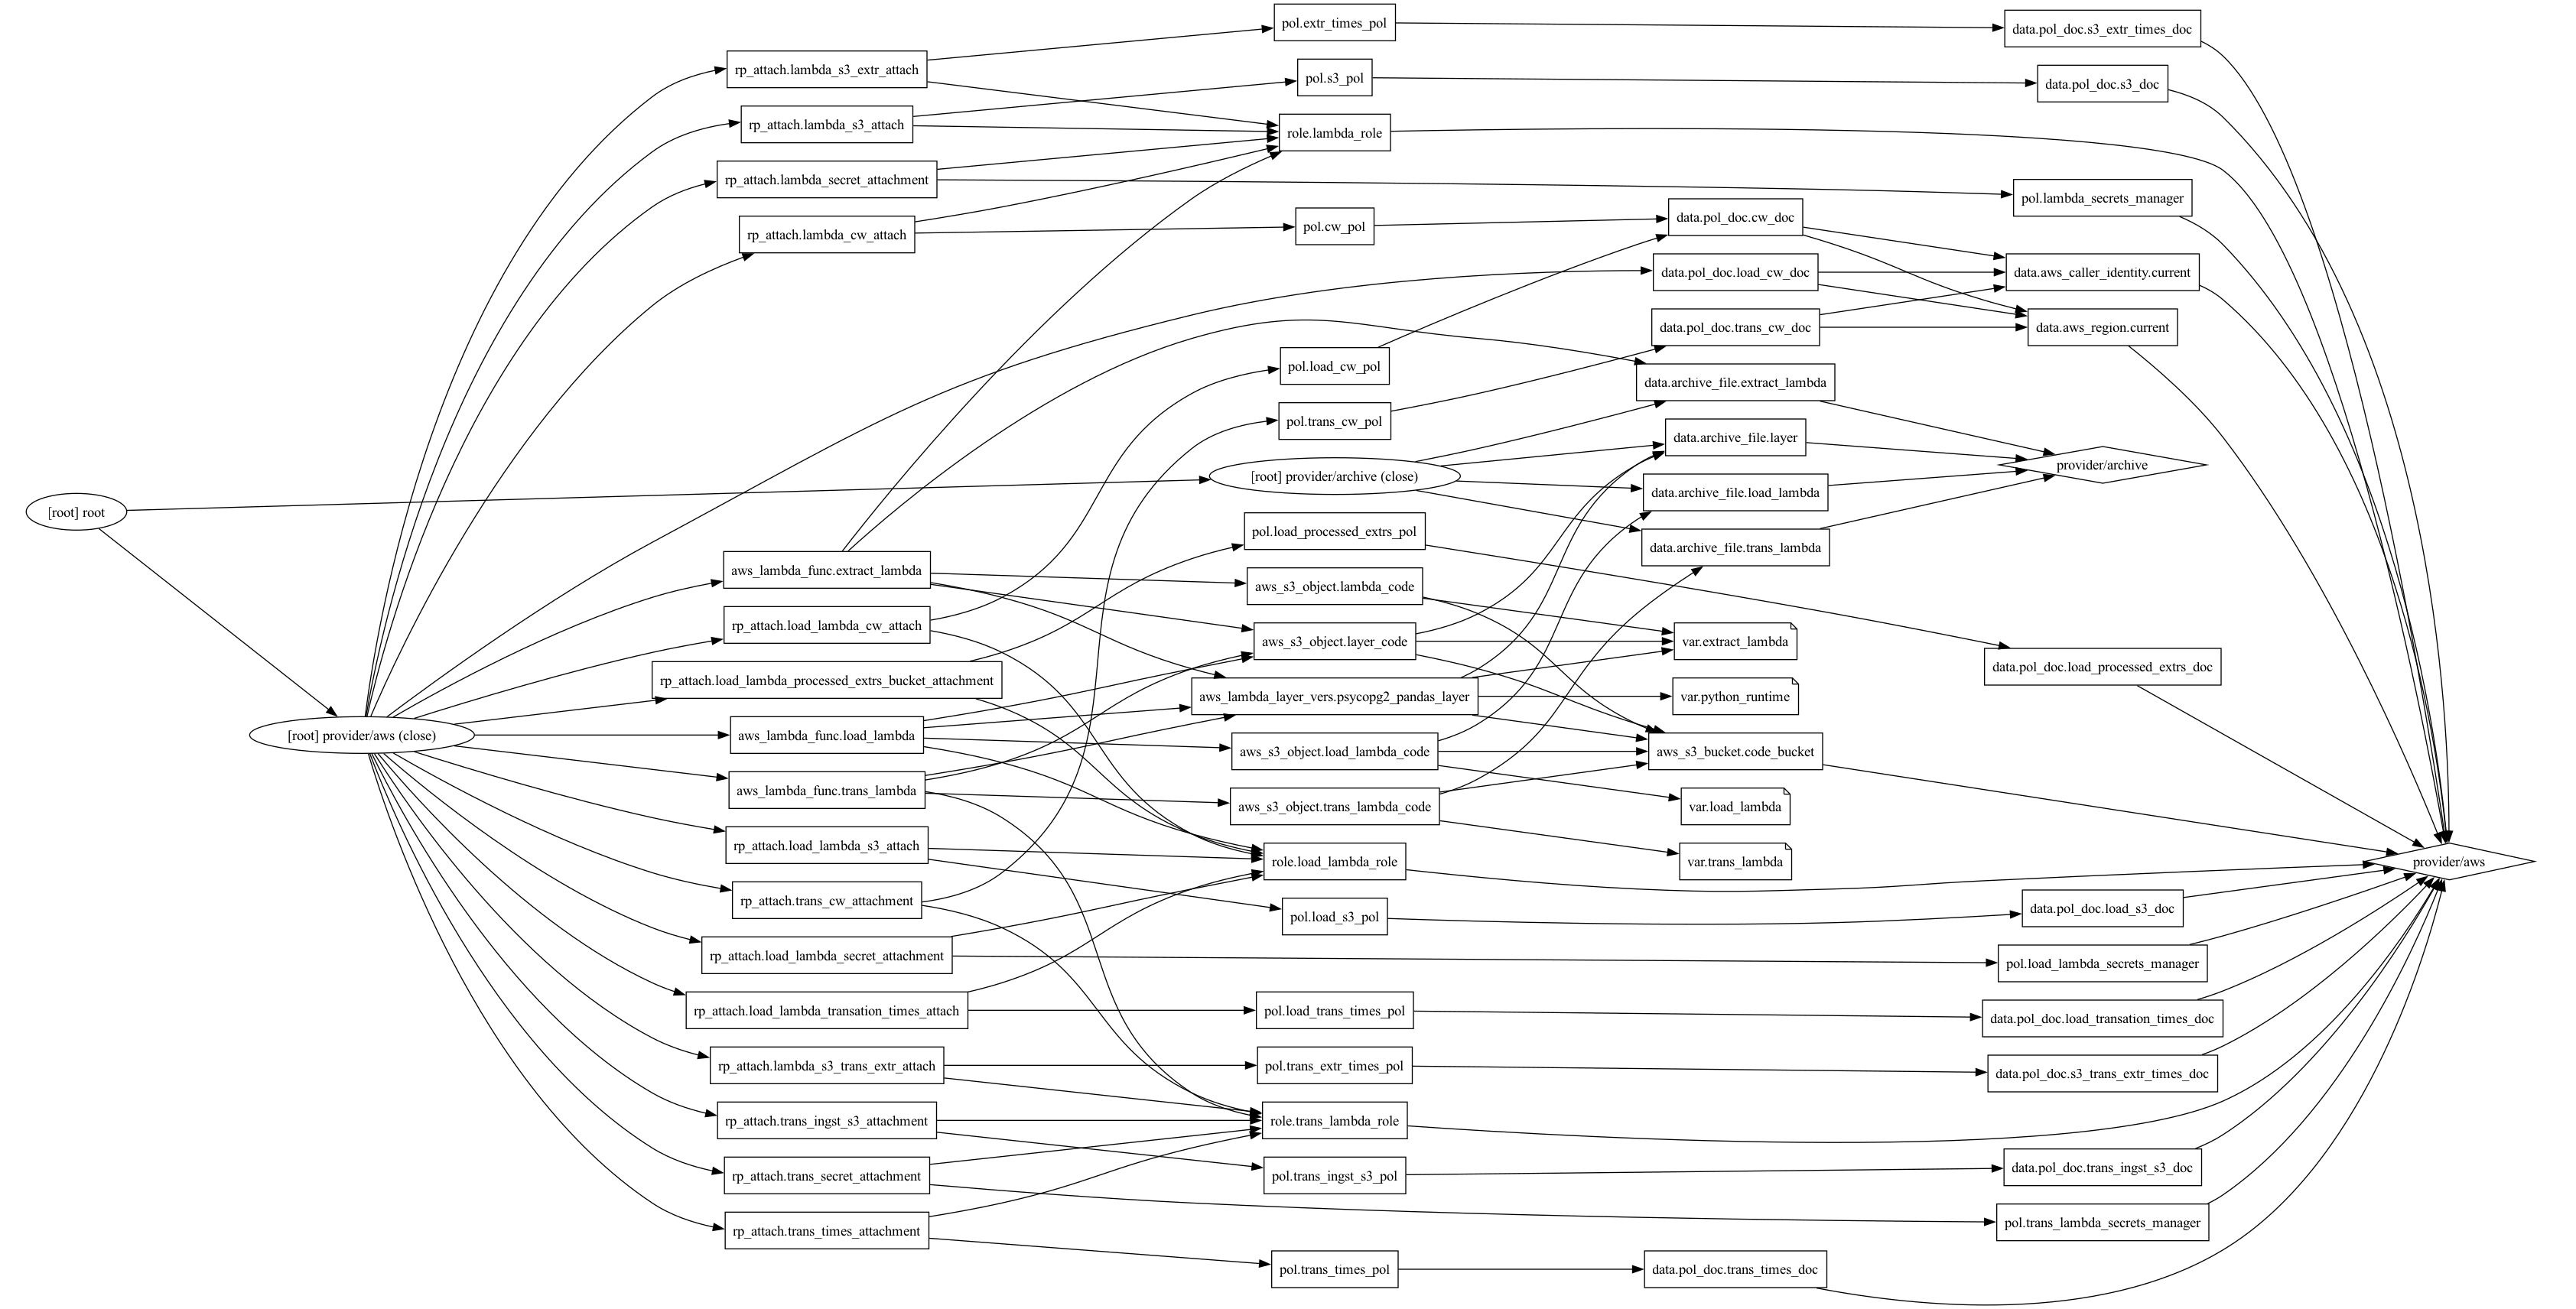 pol.extr_times_pol
data.pol_doc.s3_extr_times_doc
rp_attach.lambda_s3_extr_attach
pol.s3_pol
data.pol_doc.s3_doc
rp_attach.lambda_s3_attach
role.lambda_role
rp_attach.lambda_secret_attachment
pol.lambda_secrets_manager
rp_attach.lambda_cw_attach
pol.cw_pol
data.pol_doc.cw_doc
data.pol_doc.load_cw_doc
data.aws_caller_identity.current
data.pol_doc.trans_cw_doc
data.aws_region.current
pol.load_cw_pol
data.archive_file.extract_lambda
pol.trans_cw_pol
data.archive_file.layer
[root] provider/archive (close)
provider/archive
data.archive_file.load_lambda
[root] root
pol.load_processed_extrs_pol
data.archive_file.trans_lambda
aws_lambda_func.extract_lambda
aws_s3_object.lambda_code
rp_attach.load_lambda_cw_attach
aws_s3_object.layer_code
var.extract_lambda
data.pol_doc.load_processed_extrs_doc
rp_attach.load_lambda_processed_extrs_bucket_attachment
aws_lambda_layer_vers.psycopg2_pandas_layer
var.python_runtime
[root] provider/aws (close)
aws_lambda_func.load_lambda
aws_s3_object.load_lambda_code
aws_s3_bucket.code_bucket
aws_lambda_func.trans_lambda
aws_s3_object.trans_lambda_code
var.load_lambda
rp_attach.load_lambda_s3_attach
role.load_lambda_role
var.trans_lambda
provider/aws
rp_attach.trans_cw_attachment
pol.load_s3_pol
data.pol_doc.load_s3_doc
rp_attach.load_lambda_secret_attachment
pol.load_lambda_secrets_manager
rp_attach.load_lambda_transation_times_attach
pol.load_trans_times_pol
data.pol_doc.load_transation_times_doc
rp_attach.lambda_s3_trans_extr_attach
pol.trans_extr_times_pol
data.pol_doc.s3_trans_extr_times_doc
rp_attach.trans_ingst_s3_attachment
role.trans_lambda_role
rp_attach.trans_secret_attachment
pol.trans_ingst_s3_pol
data.pol_doc.trans_ingst_s3_doc
pol.trans_lambda_secrets_manager
rp_attach.trans_times_attachment
pol.trans_times_pol
data.pol_doc.trans_times_doc